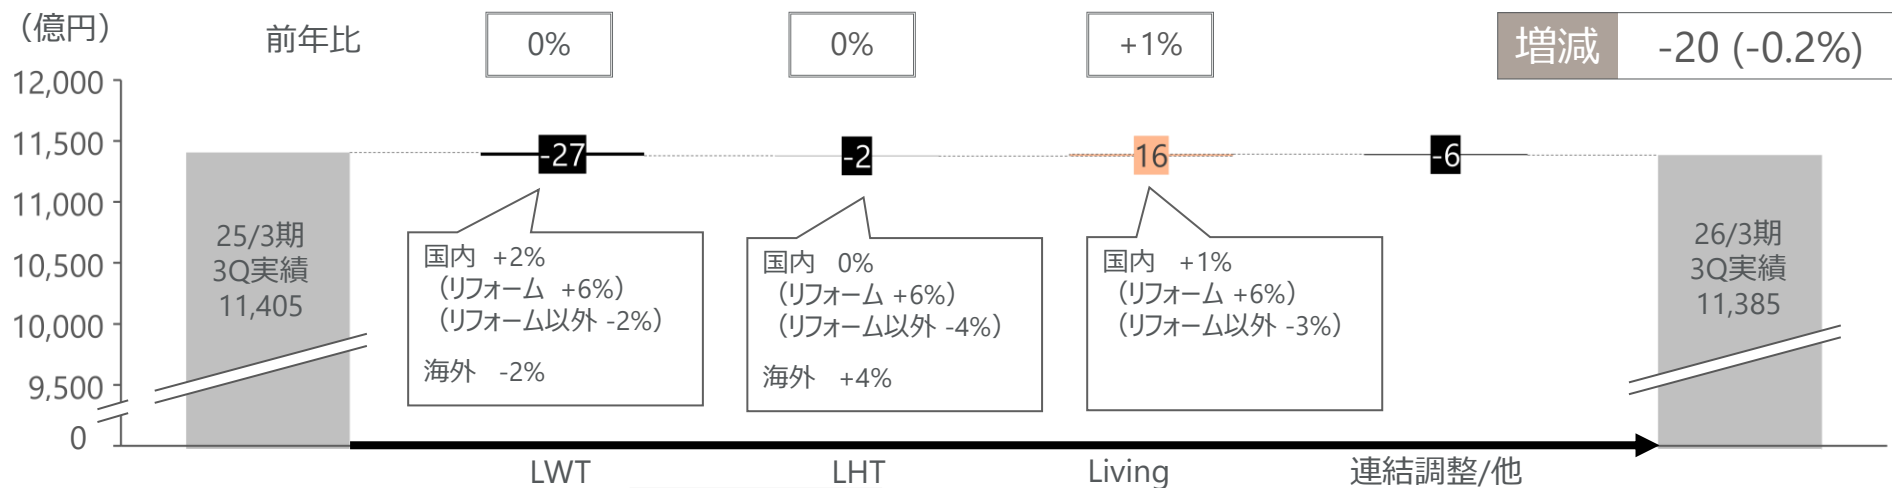 （億円）
前年比
0%
0%
+1%
増減 -20 (-0.2%)
12,000
11,500
11,000
10,500
10,000
9,500
0
25/3期
3Q実績
11,405
-27
-2
16
-6
国内 +2%
（リフォーム +6%）
（リフォーム以外 -2%）
海外 -2%
国内 0%
（リフォーム +6%）
（リフォーム以外 -4%）
海外 +4%
国内 +1%
（リフォーム +6%）
（リフォーム以外 -3%）
26/3期
3Q実績
11,385
LWT
LHT
Living
連結調整/他